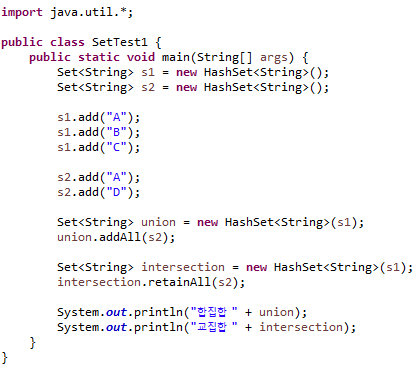 import java.util.*;
public class SetTest1 {
public static void main(String[] args) {
Set<String> s1 = new HashSet<String>();
Set<String> s2 = new HashSet<String>();
s1.add("A");
s1.add("B");
s1.add("C");
s2.add("A");
s2.add("D");
Set<String> union = new HashSet<String>(s1);
union.addAll(s2);
Set<String> intersection = new HashSet<String>(s1);
intersection.retainAll(s2);
System.out.println("합집합 " + union);
System.out.println("교집합 " + intersection);
}
}